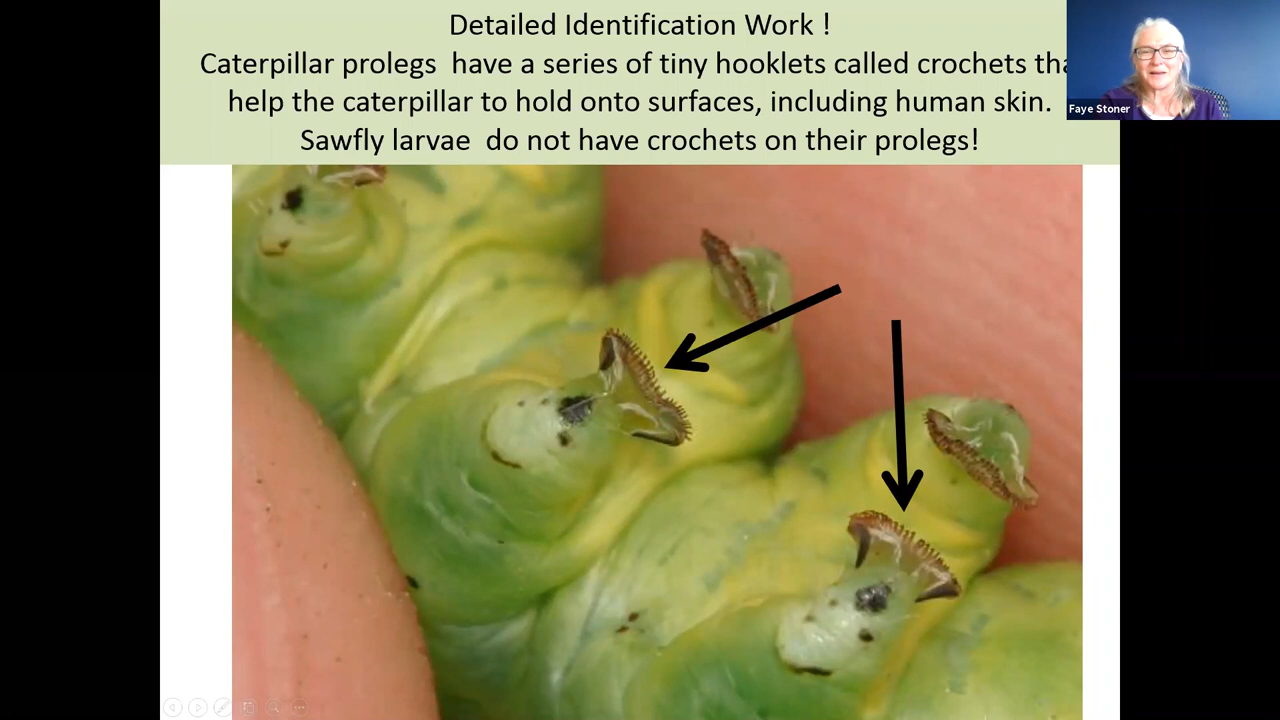 Detailed Identification Work !
Caterpillar prolegs have a series of tiny hooklets called crochets tha
help the caterpillar to hold onto surfaces, including human skin.
Sawfly larvae do not have crochets on their prolegs!
Faye Stoner